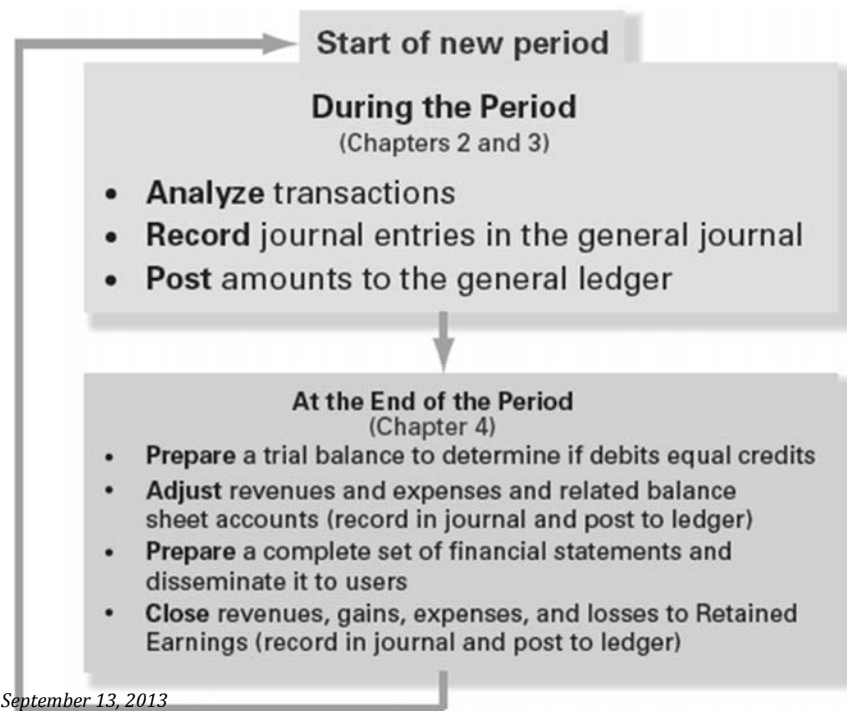 Start of new period
During the Period
(Chapters 2 and 3)
• Analyze transactions
• Record journal entries in the general journal
• Post amounts to the general ledger
At the End of the Period
(Chapter 4)
• Prepare a trial balance to determine if debits equal credits
• Adjust revenues and expenses and related balance
sheet accounts (record in journal and post to ledger)
• Prepare a complete set of financial statements and
disseminate it to users
• Close revenues, gains, expenses, and losses to Retained
Earnings (record in journal and post to ledger)
September 13, 2013